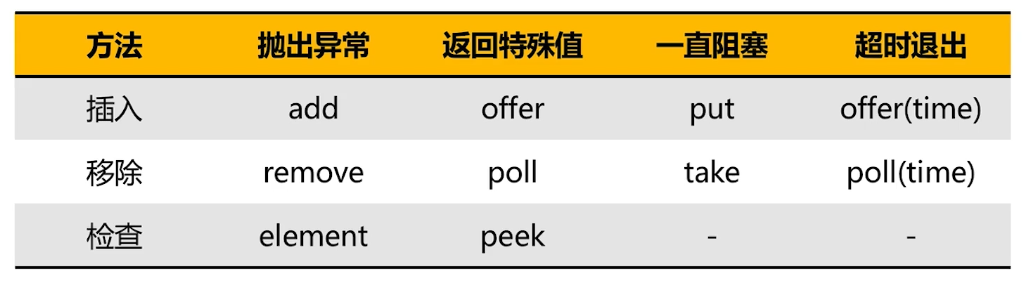 方法 抛出异常 返回特殊值 一直阻塞 超时退出
插入 add offer put offer(time)
移除 remove poll take poll(time)
检查 element peek - -